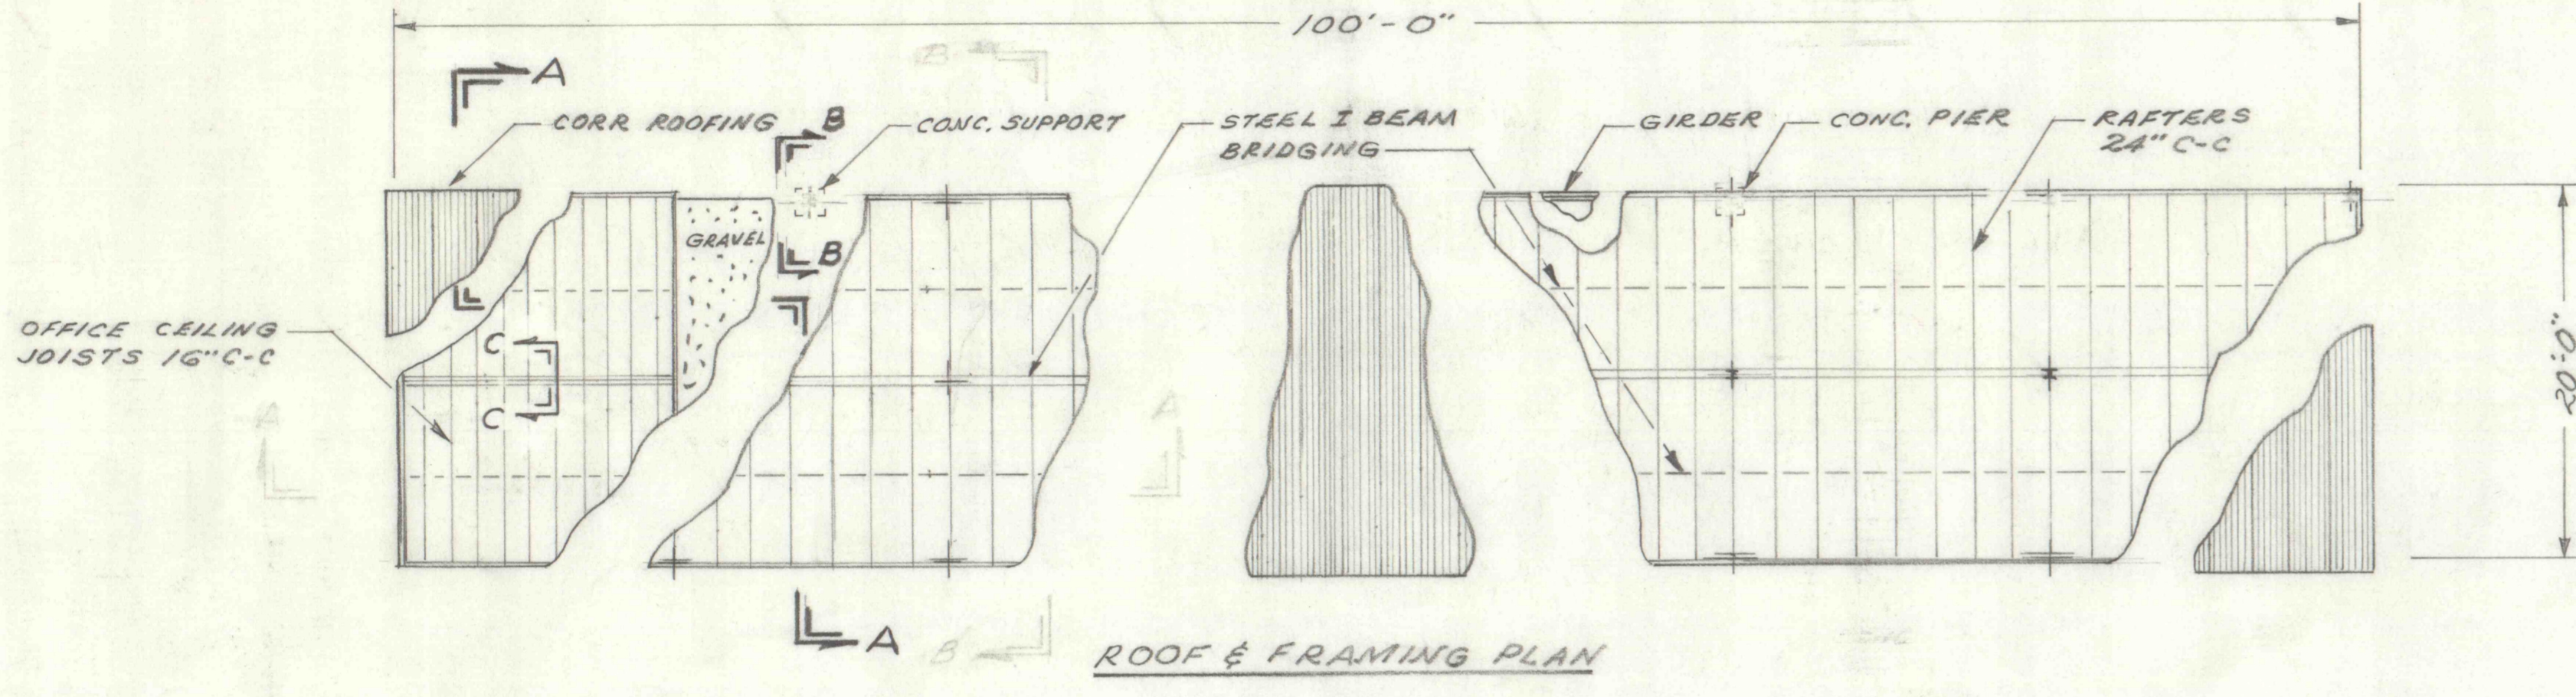 100'-0"
A
B
CORR ROOFING
B
CONC. SUPPORT
STEEL I BEAM
BRIDGING
GIRDER
CONC. PIER
RAFTERS
24" C-C
GRAVEL
B
OFFICE CEILING
JOISTS 16" C-C
C
C
A
A
20'-0"
A
B
ROOF & FRAMING PLAN